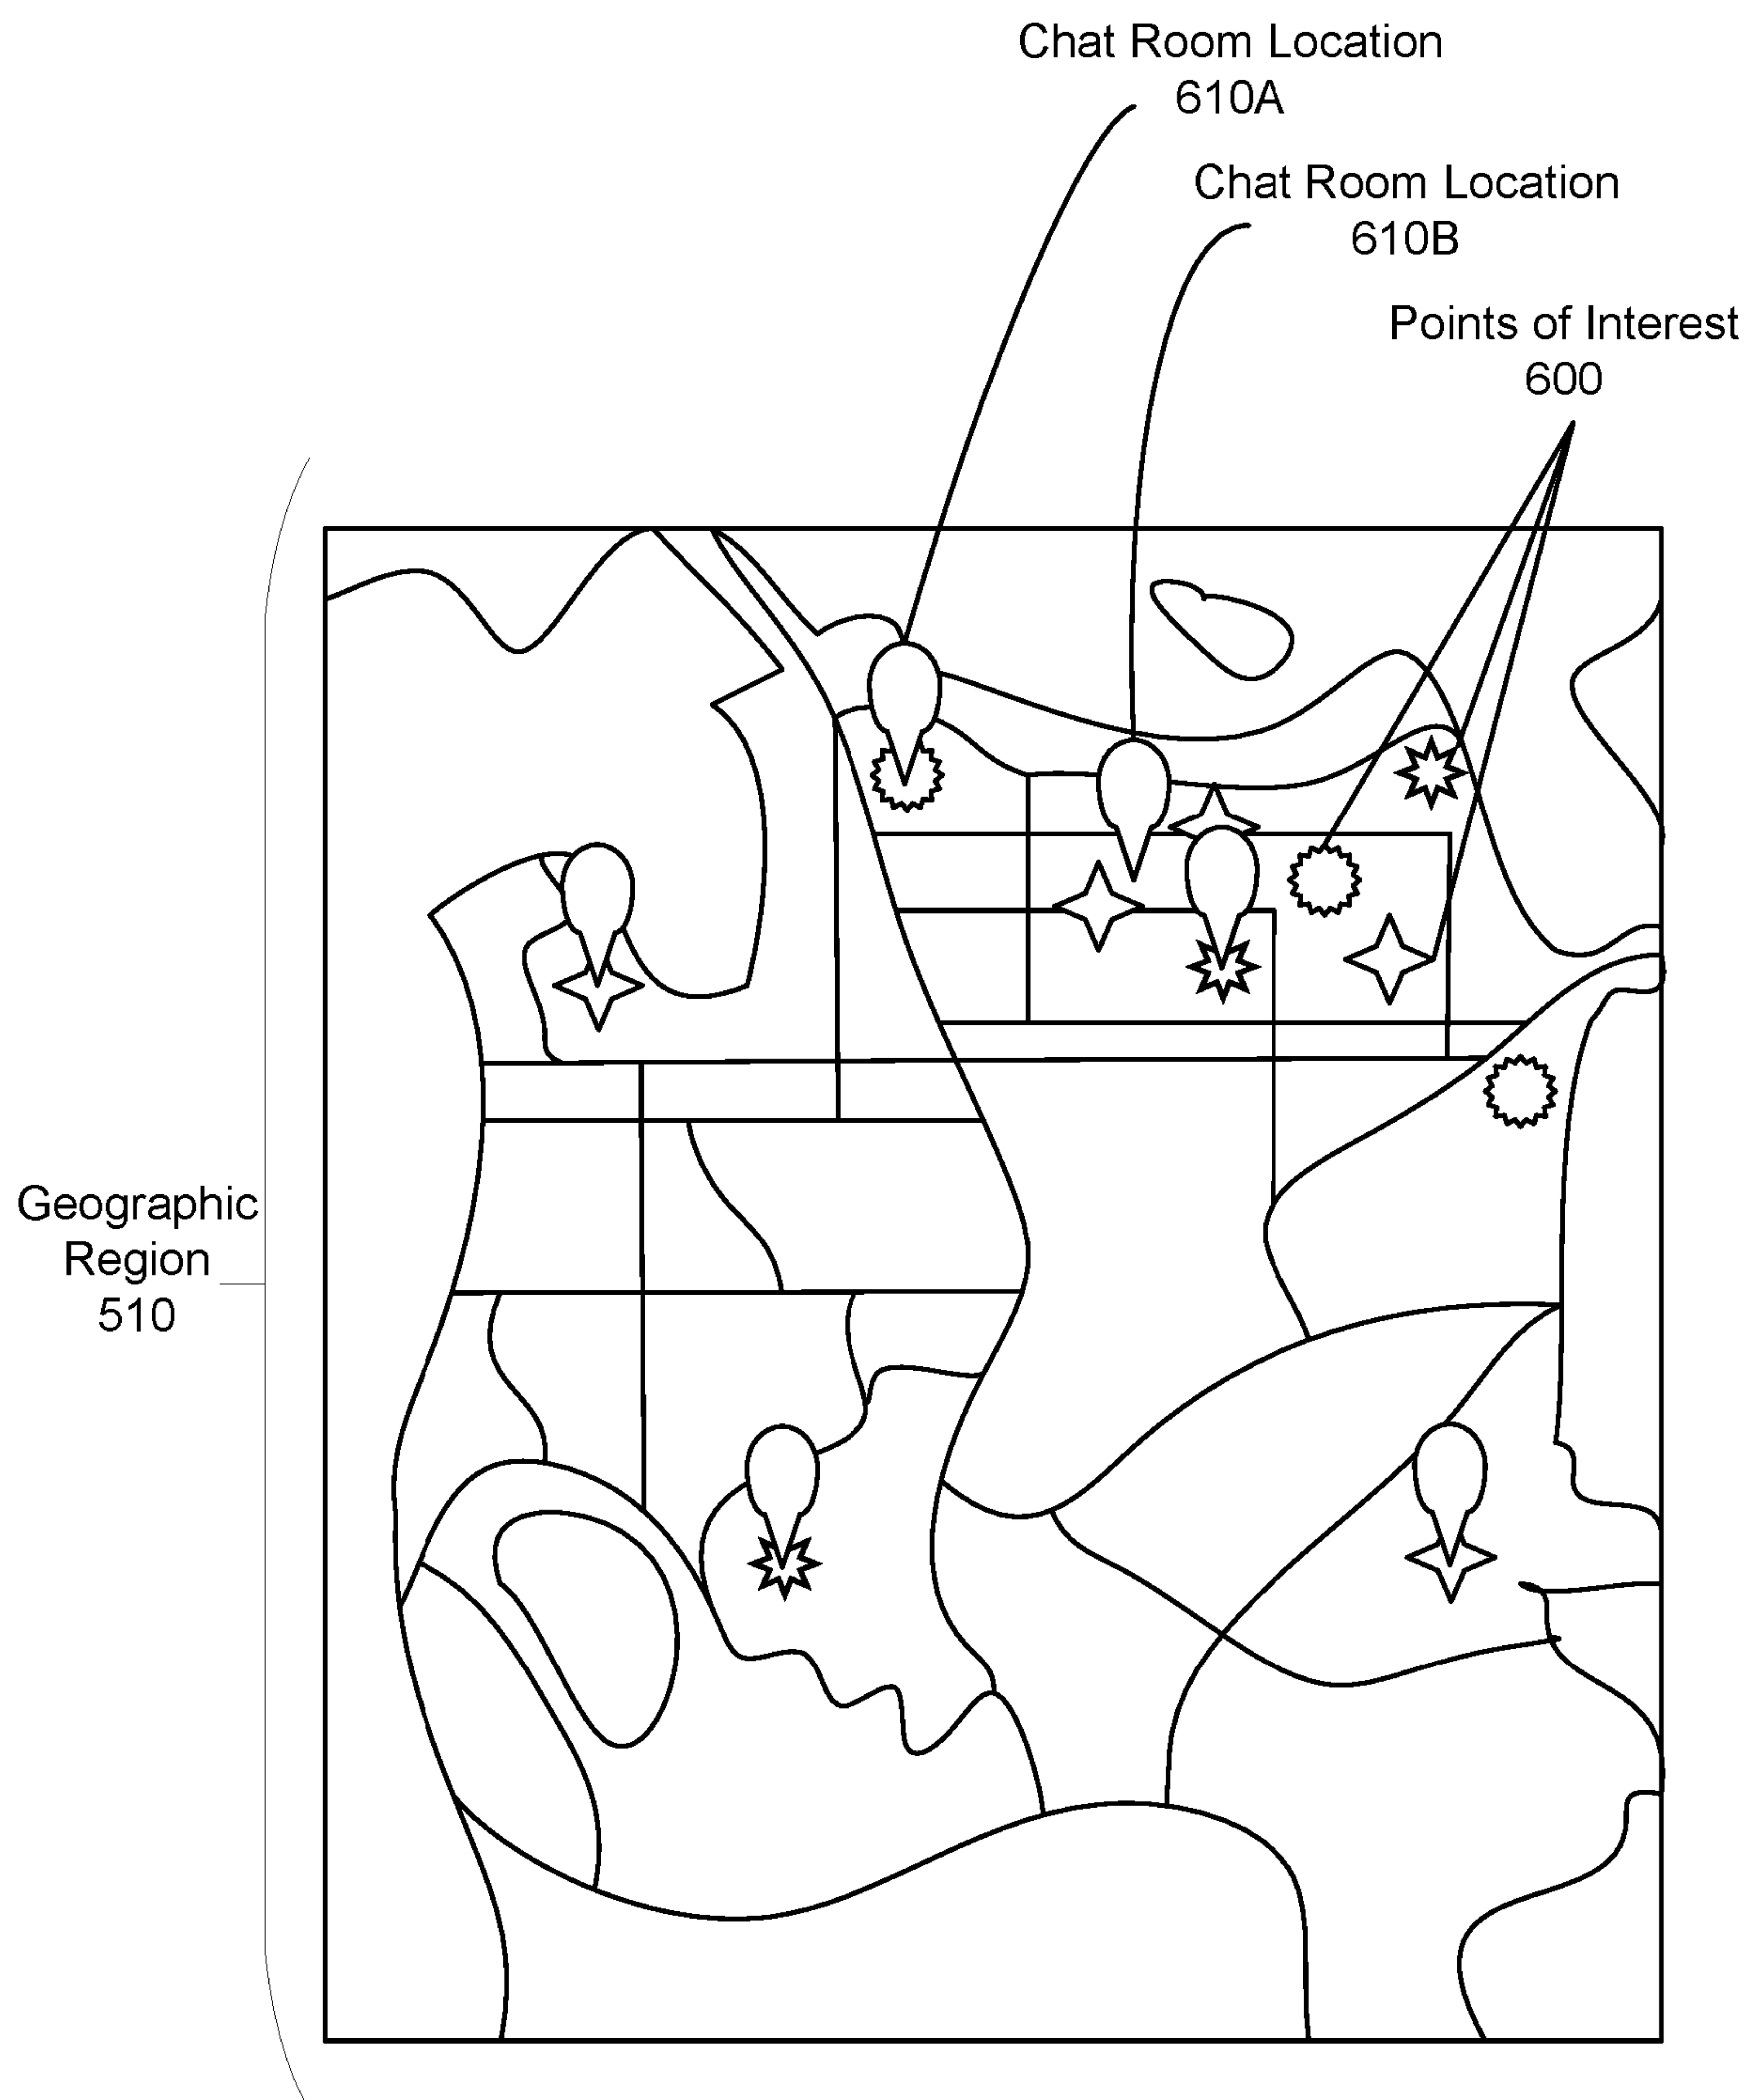 Chat Room Location
610A
Chat Room Location
610B
Points of Interest
600
Geographic
Region
510